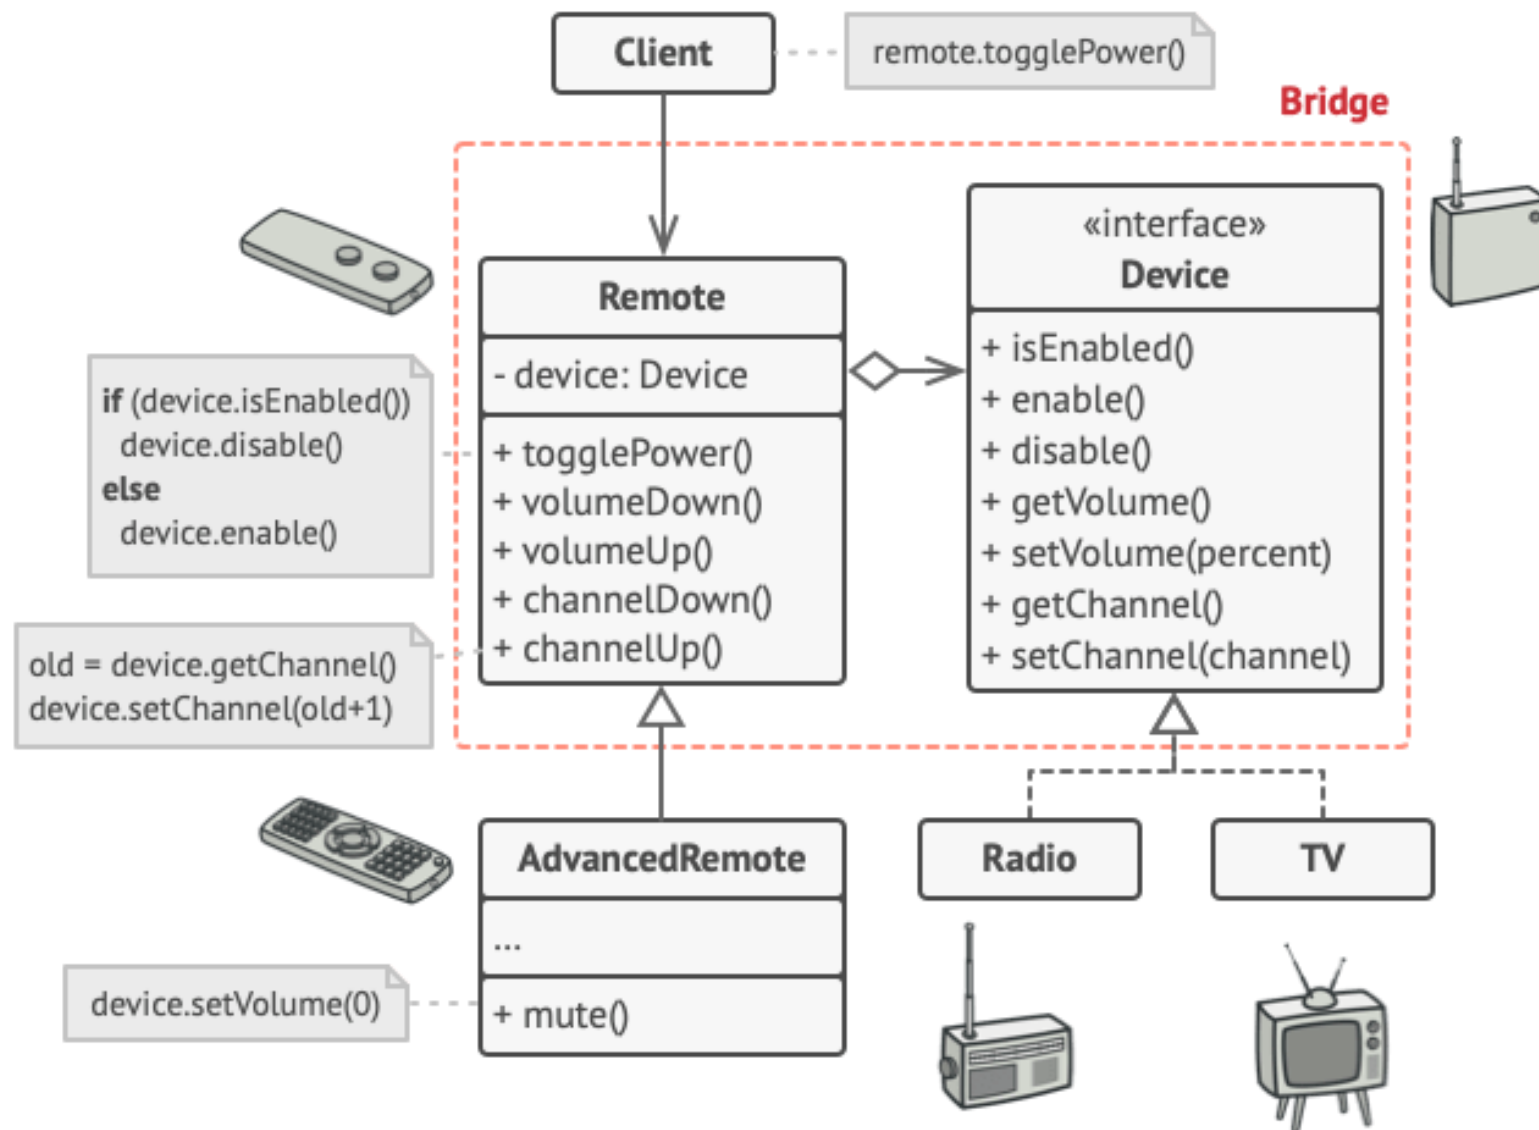 Client
remote.togglePower()
Bridge
«interface»
Device
+ isEnabled()
+ enable()
+ disable()
+ getVolume()
+ setVolume(percent)
+ getChannel()
+ setChannel(channel)
Remote
- device: Device
+ togglePower()
+ volumeDown()
+ volumeUp()
+ channelDown()
+ channelUp()
if (device.isEnabled())
device.disable()
else
device.enable()
old = device.getChannel()
device.setChannel(old+1)
AdvancedRemote
...
+ mute()
device.setVolume(0)
Radio
TV